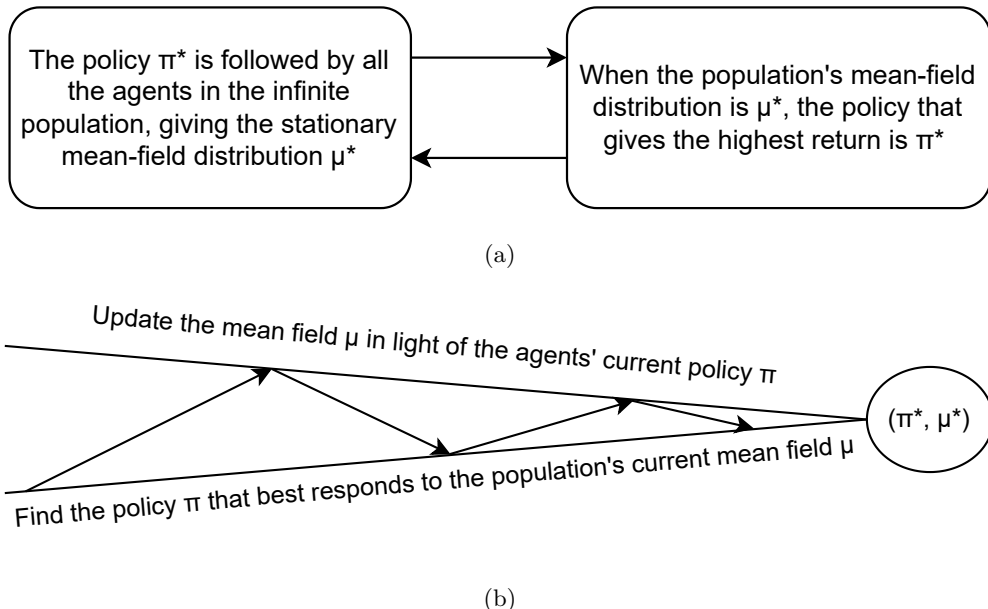 The policy π* is followed by all
the agents in the infinite
population, giving the stationary
mean-field distribution μ*
When the population's mean-field
distribution is μ*, the policy that
gives the highest return is π*
(a)
Update the mean field μ in light of the agents' current policy π
(π*, μ*)
Find the policy π that best responds to the population's current mean field μ
(b)